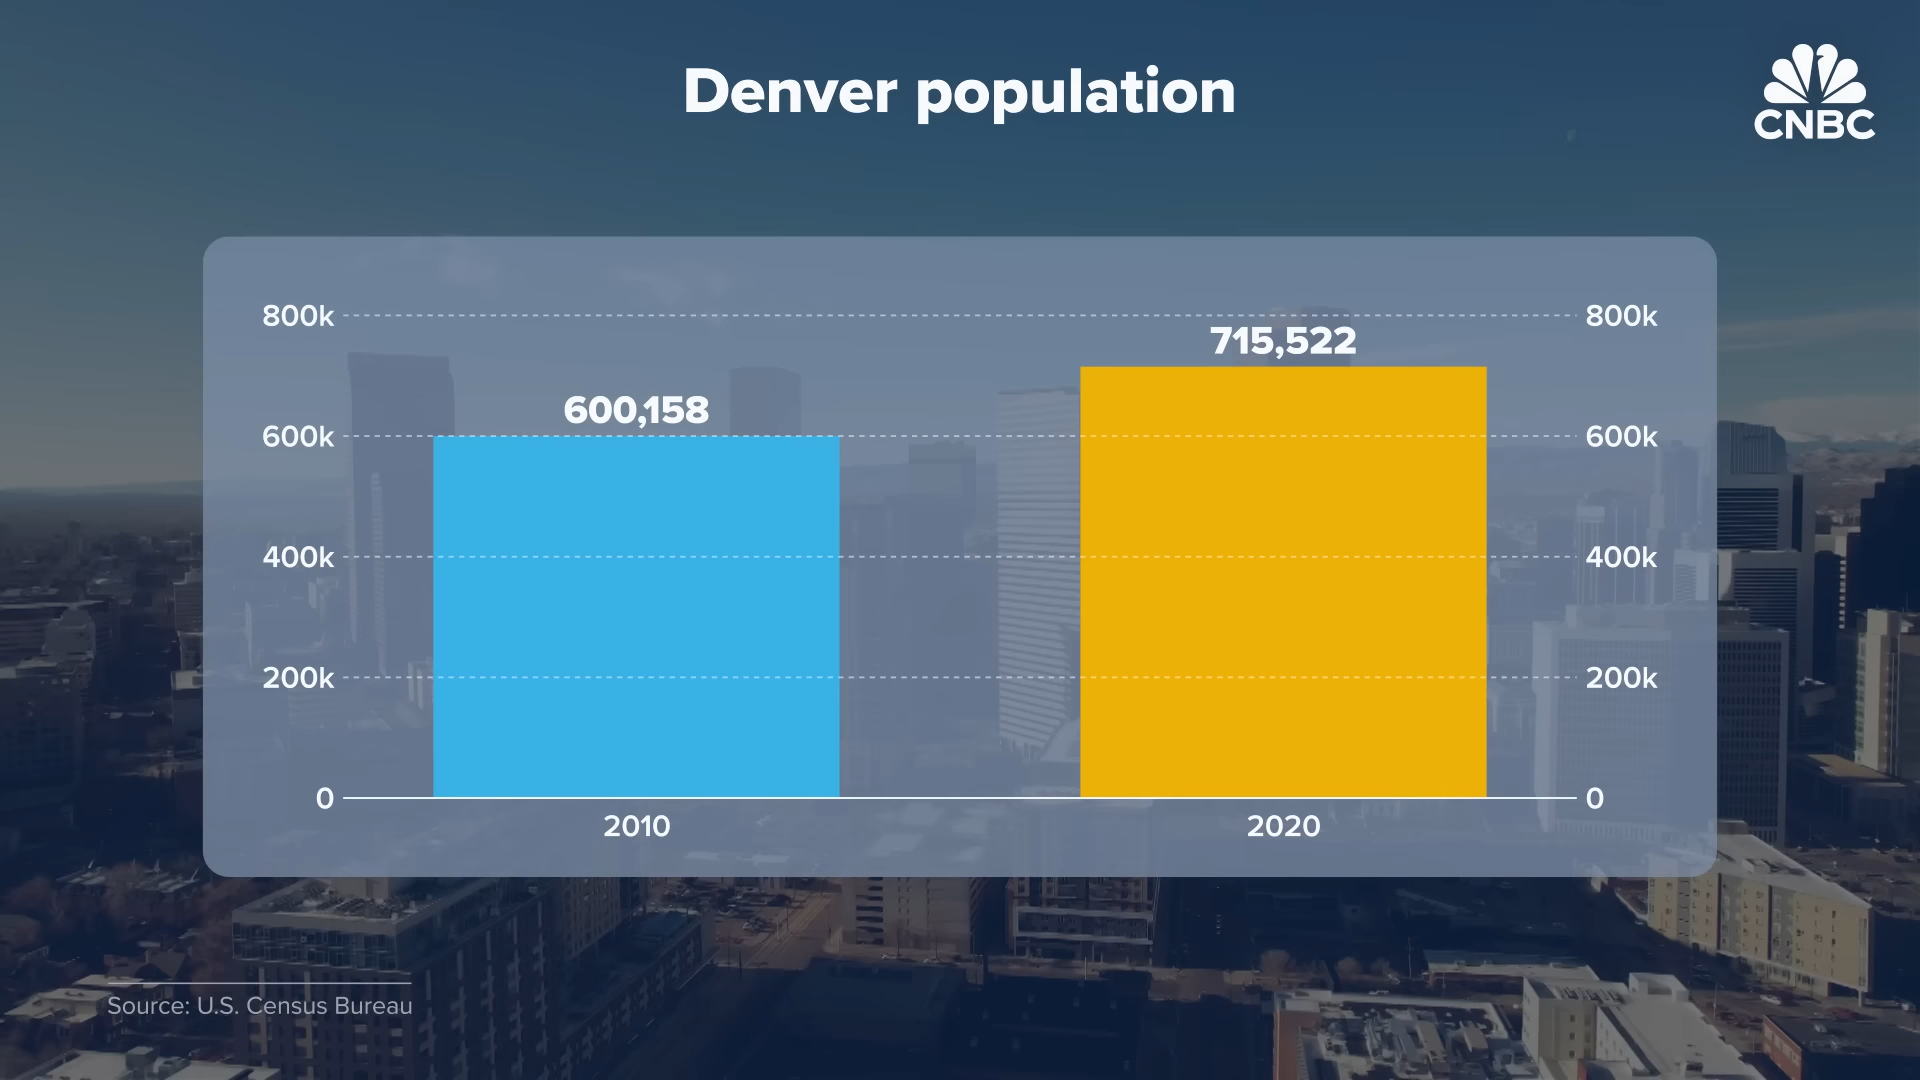 Denver population
CNBC
800k 800k
715,522
600,158
600k 600k
400k 400k
200k 200k
0 0
2010 2020
Source: U.S. Census Bureau